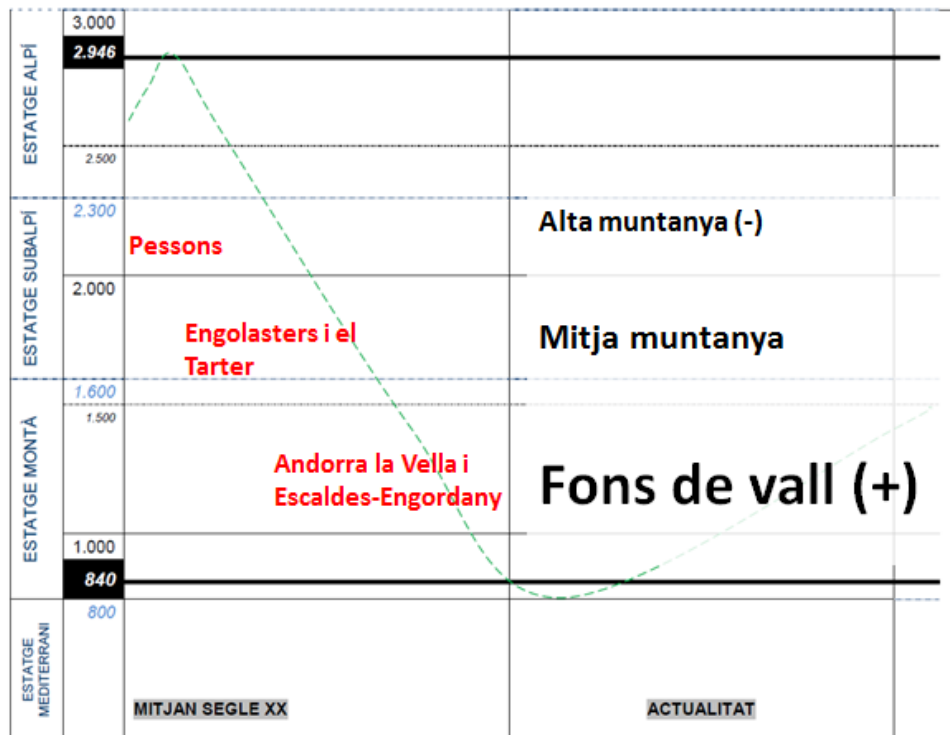 ESTATGE ALPÍ
3.000
2.946
2.500
ESTATGE SUBALPÍ
2.300
Pessons
Alta muntanya (-)
2.000
Engolasters i el
Tarter
Mitja muntanya
ESTATGE MONTÀ
1.600
1.500
Andorra la Vella i
Escaldes-Engordany
Fons de vall (+)
1.000
840
ESTATGE
MEDITERRANI
800
MITJAN SEGLE XX
ACTUALITAT